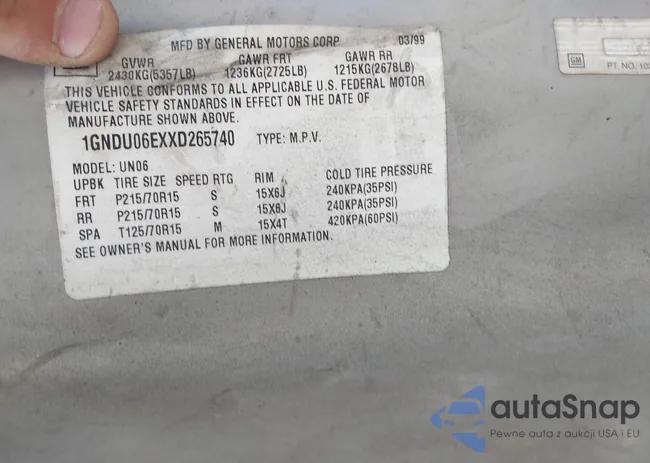 MFD BY GENERAL MOTORS CORP 03/99
GVWR GAWR FRT GAWR RR
2430KG(5357LB) 1236KG(2725LB) 1215KG(2678LB)
THIS VEHICLE CONFORMS TO ALL APPLICABLE U.S. FEDERAL MOTOR
VEHICLE SAFETY STANDARDS IN EFFECT ON THE DATE OF
MANUFACTURE SHOWN ABOVE.
1GNDU06EXXD265740 TYPE: M.P.V.
MODEL: UN06
UPBK TIRE SIZE SPEED RTG RIM COLD TIRE PRESSURE
FRT P215/70R15 S 15X6J 240KPA(35PSI)
RR P215/70R15 S 15X6J 240KPA(35PSI)
SPA T125/70R15 M 15X4T 420KPA(60PSI)
SEE OWNER'S MANUAL FOR MORE INFORMATION.
GM
PT. NO. 10
autaSnap
Pewne auta z aukcji USA i EU